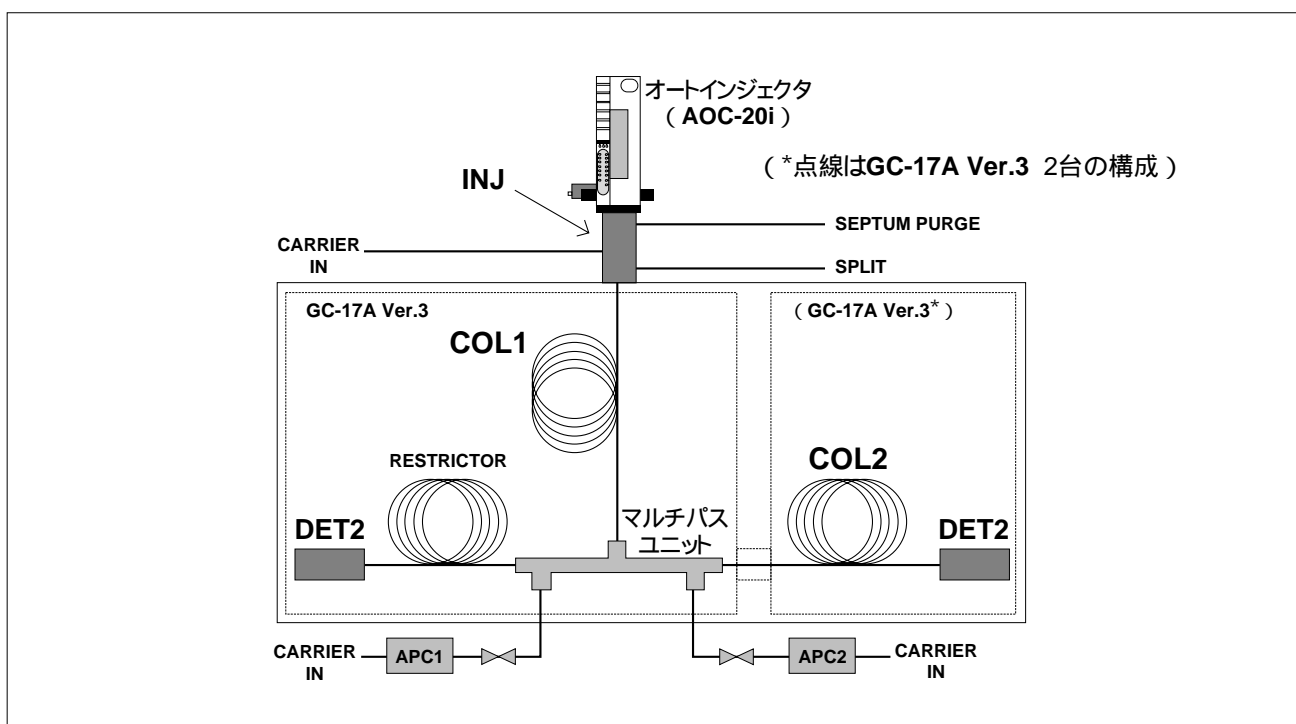 オートインジェクタ
( AOC-20i )
( *点線はGC-17A Ver.3 2台の構成 )
INJ
SEPTUM PURGE
CARRIER
IN
SPLIT
GC-17A Ver.3
( GC-17A Ver.3* )
COL1
RESTRICTOR
COL2
マルチパス
ユニット
DET2
DET2
CARRIER
IN
APC1
APC2
CARRIER
IN